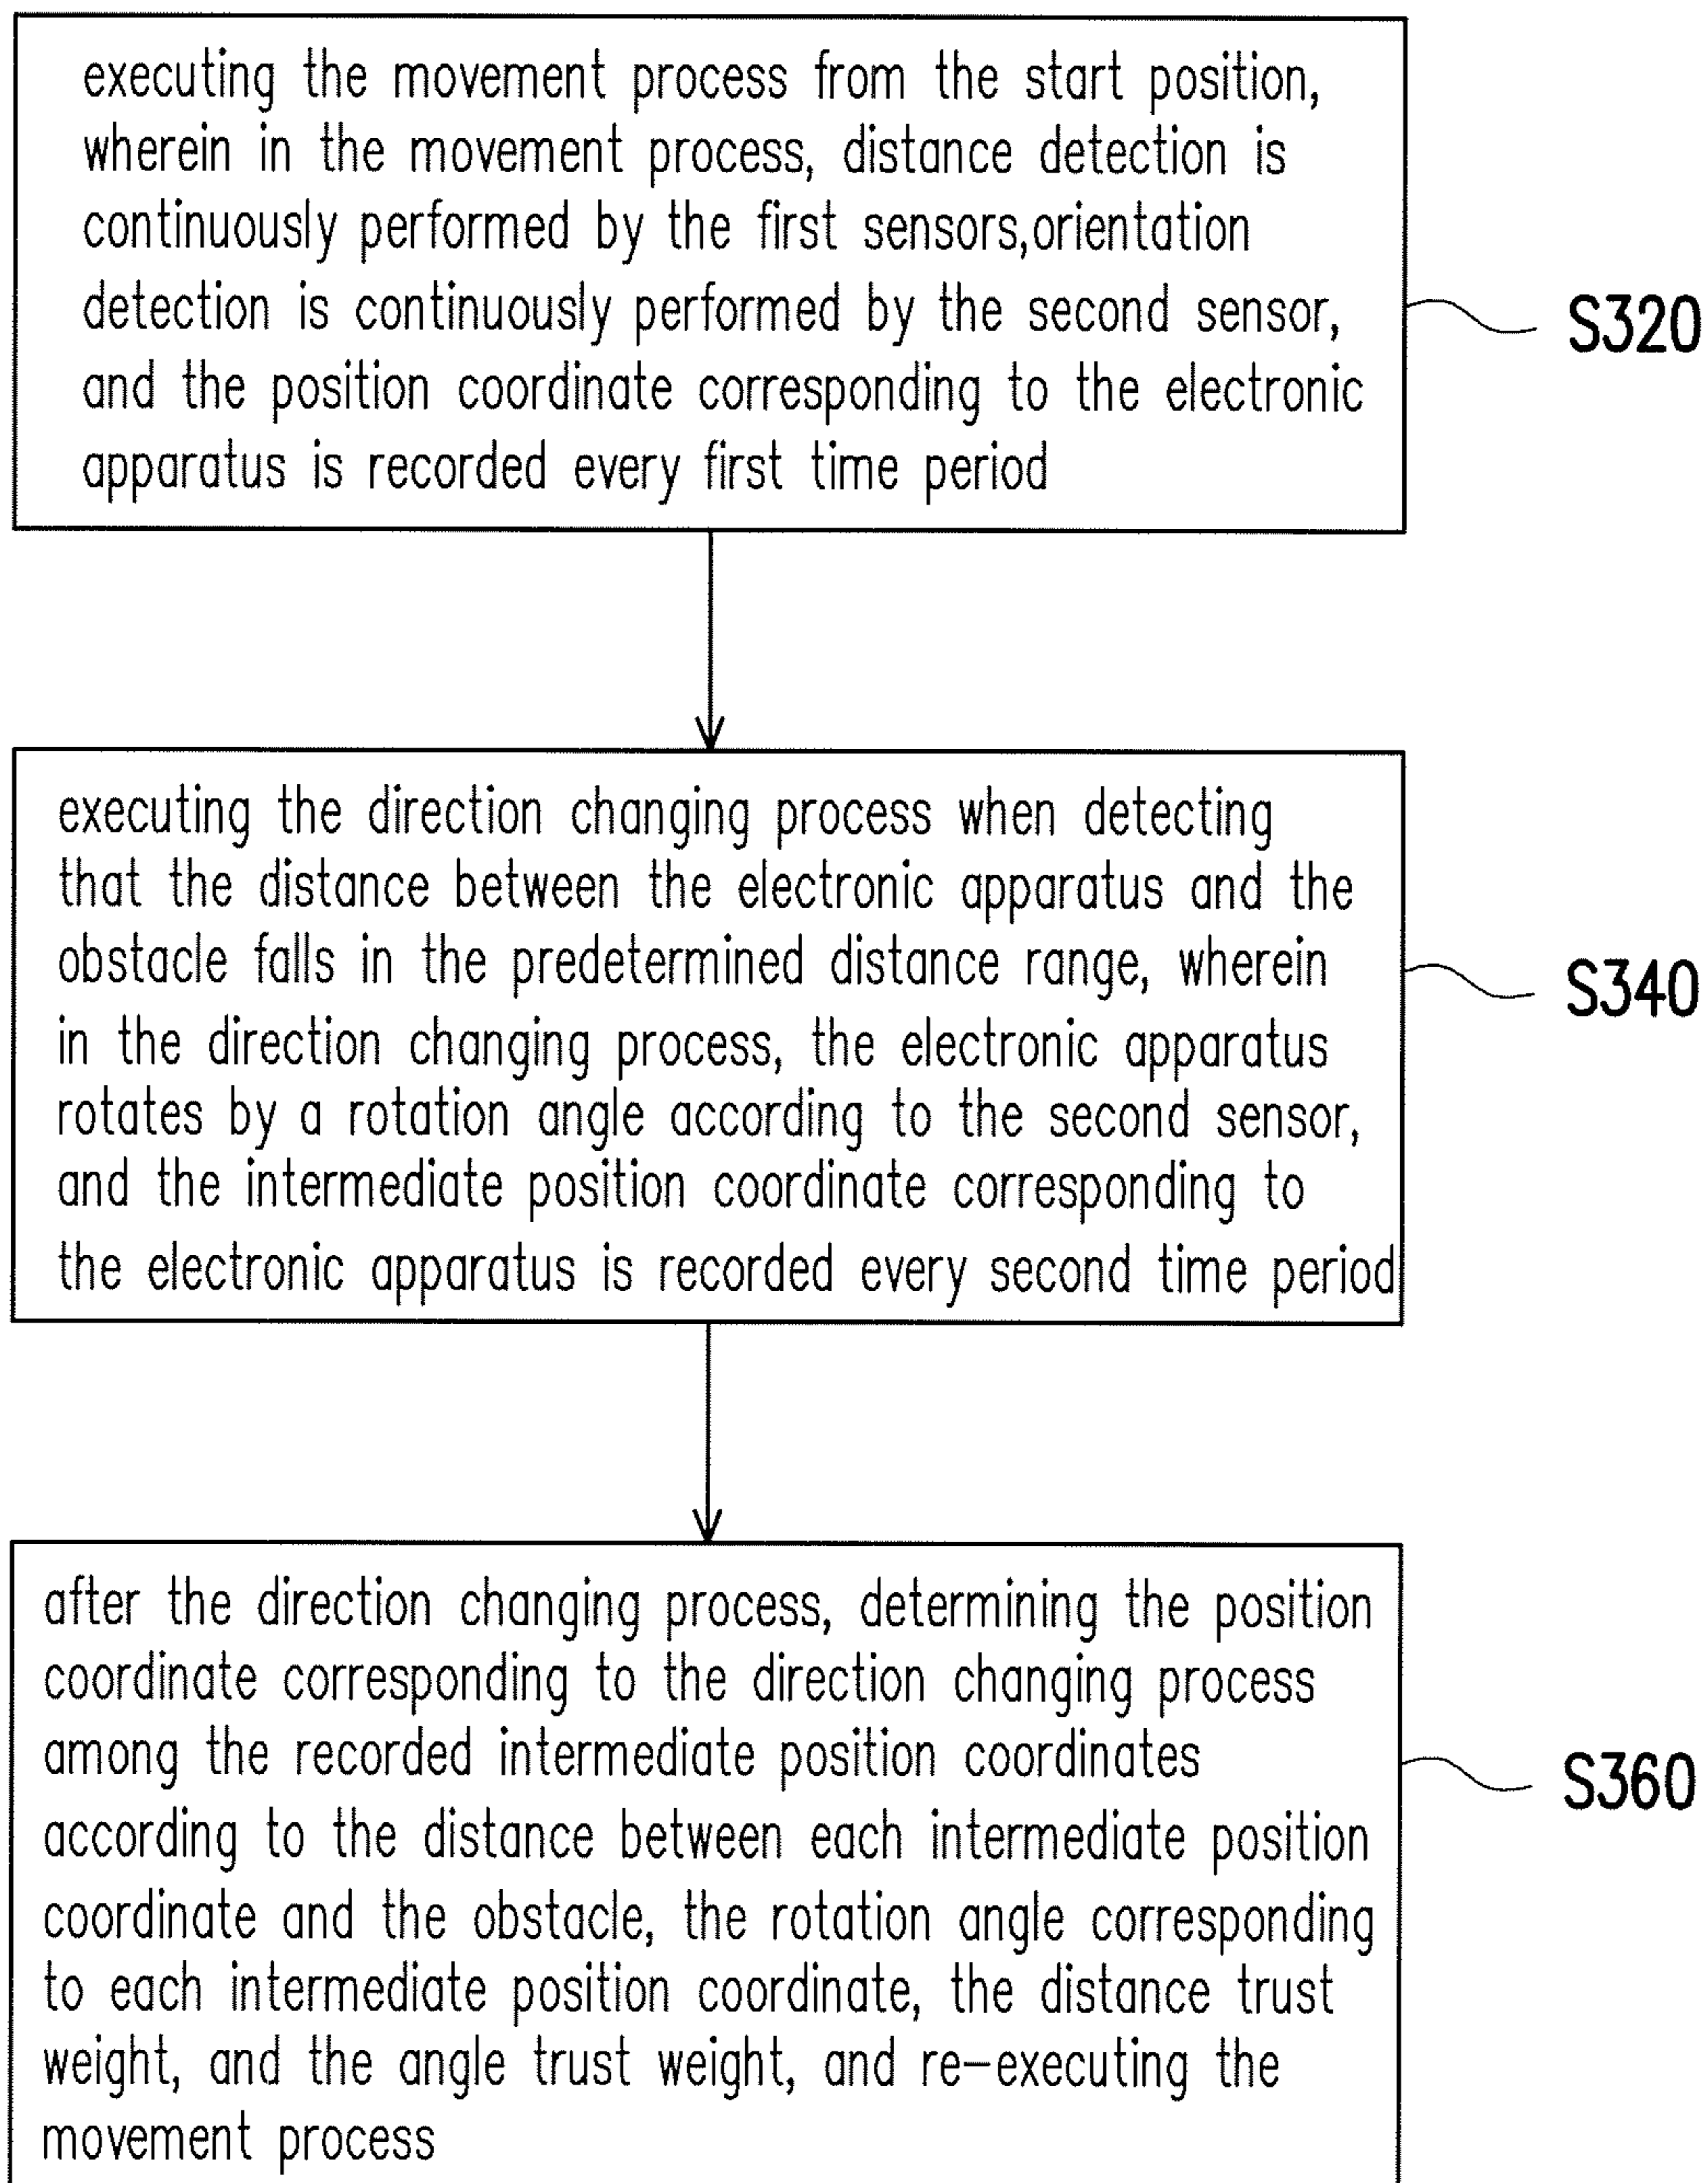 executing the movement process from the start position,
wherein in the movement process, distance detection is
continuously performed by the first sensors,orientation
detection is continuously performed by the second sensor,
and the position coordinate corresponding to the electronic
apparatus is recorded every first time period
S320
executing the direction changing process when detecting
that the distance between the electronic apparatus and the
obstacle falls in the predetermined distance range, wherein
in the direction changing process, the electronic apparatus
rotates by a rotation angle according to the second sensor,
and the intermediate position coordinate corresponding to
the electronic apparatus is recorded every second time period
S340
after the direction changing process, determining the position
coordinate corresponding to the direction changing process
among the recorded intermediate position coordinates
according to the distance between each intermediate position
coordinate and the obstacle, the rotation angle corresponding
to each intermediate position coordinate, the distance trust
weight, and the angle trust weight, and re-executing the
movement process
S360